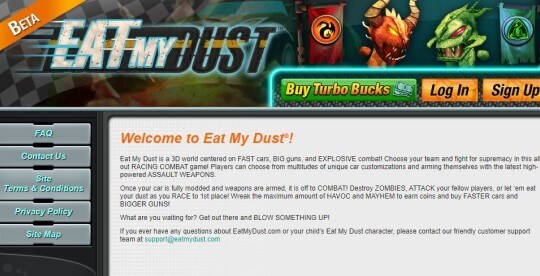 BETA
EAT MY DUST
Buy Turbo Bucks
Log In
Sign Up
FAQ
Contact Us
Site
Terms & Conditions
Privacy Policy
Site Map
Welcome to Eat My Dust®!
Eat My Dust is a 3D world centered on FAST cars, BIG guns, and EXPLOSIVE combat! Choose your team and fight for supremacy in this all
out RACING COMBAT game! Players can choose from multitudes of unique car customizations and arming themselves with the latest high-
powered ASSAULT WEAPONS.
Once your car is fully modded and weapons are armed, it is off to COMBAT! Destroy ZOMBIES, ATTACK your fellow players, or let 'em eat
your dust as you RACE to 1st place! Wreak the maximum amount of HAVOC and MAYHEM to earn coins and buy FASTER cars and
BIGGER GUNS!
What are you waiting for? Get out there and BLOW SOMETHING UP!
If you ever have any questions about EatMyDust.com or your child's Eat My Dust character, please contact our friendly customer support
team at support@eatmydust.com